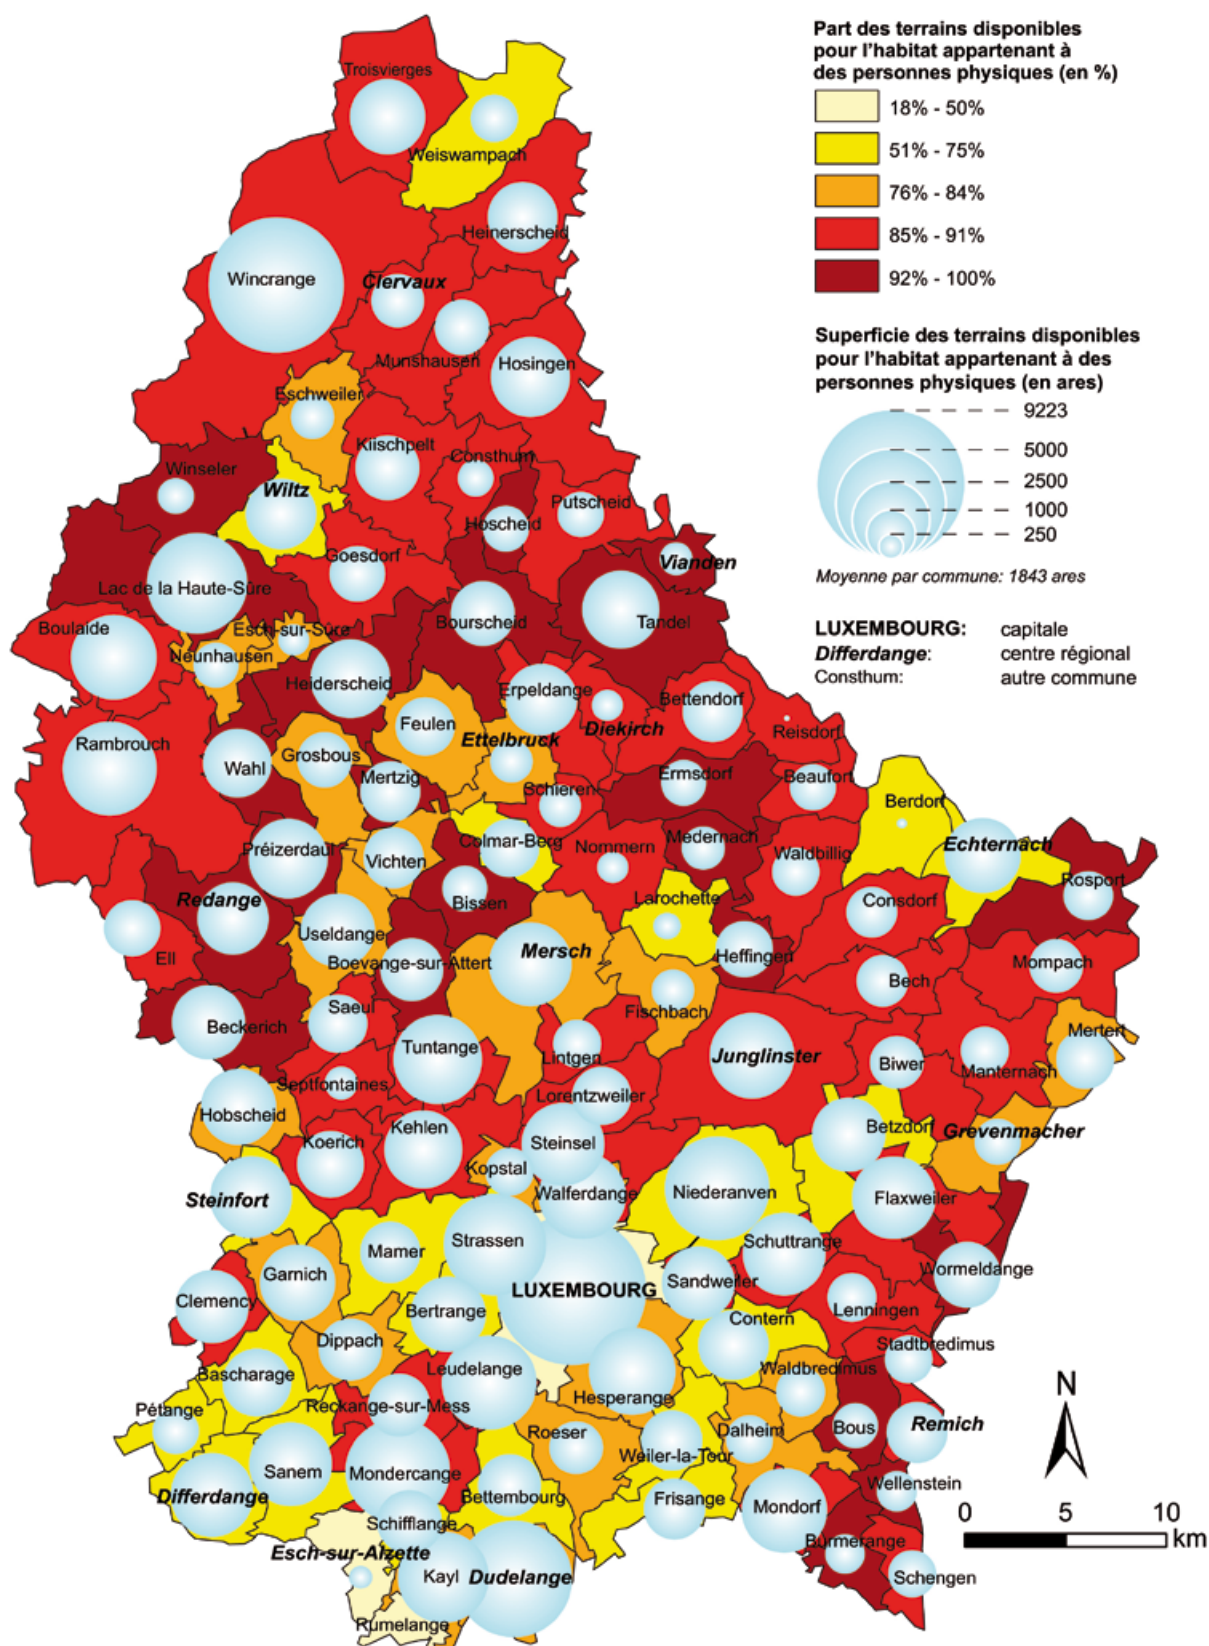 Part des terrains disponibles
pour l'habitat appartenant à
des personnes physiques (en %)
18% - 50%
51% - 75%
76% - 84%
85% - 91%
92% - 100%
Superficie des terrains disponibles
pour l'habitat appartenant à des
personnes physiques (en ares)
9223
5000
2500
1000
250
Moyenne par commune: 1843 ares
LUXEMBOURG: capitale
Differdange: centre régional
Consthum: autre commune
Troisvierges
Weiswampach
Heinerscheid
Wincrange
Clervaux
Munshausen
Hosingen
Eschweiler
Kiischpelt
Consthum
Winseler
Wiltz
Hoscheid
Putscheid
Goesdorf
Vianden
Lac de la Haute-Sûre
Boulaide
Esch-sur-Sûre
Bourscheid
Tandel
Neunhausen
Heiderscheid
Erpeldange
Bettendorf
Feulen
Diekirch
Reisdorf
Rambrouch
Wahl
Grosbous
Ettelbruck
Mertzig
Schieren
Ermsdorf
Beaufort
Berdorf
Préizerdaul
Vichten
Colmar-Berg
Nommern
Medernach
Waldbillig
Echternach
Redange
Bissen
Larochette
Consdorf
Rosport
Ell
Useldange
Boevange-sur-Attert
Mersch
Heffingen
Bech
Mompach
Beckerich
Saeul
Fischbach
Tuntange
Lintgen
Junglinster
Biwer
Manternach
Mertert
Septfontaines
Lorentzweiler
Hobscheid
Koerich
Kehlen
Steinsel
Betzdorf
Grevenmacher
Kopstal
Steinfort
Walferdange
Niederanven
Flaxweiler
Mamer
Strassen
Schuttrange
Garnich
LUXEMBOURG
Sandweiler
Wormeldange
Clemency
Bertrange
Contern
Lenningen
Dippach
Stadtbredimus
Bascharage
Leudelange
Hesperange
Waldbredimus
Pétange
Reckange-sur-Mess
Roeser
Dalheim
Bous
Remich
Weiler-la-Tour
Sanem
Mondercange
Differdange
Bettembourg
Frisange
Mondorf
Wellenstein
Schifflange
Burmerange
Esch-sur-Alzette
Kayl
Dudelange
Schengen
Rumelange
N
0 5 10
km